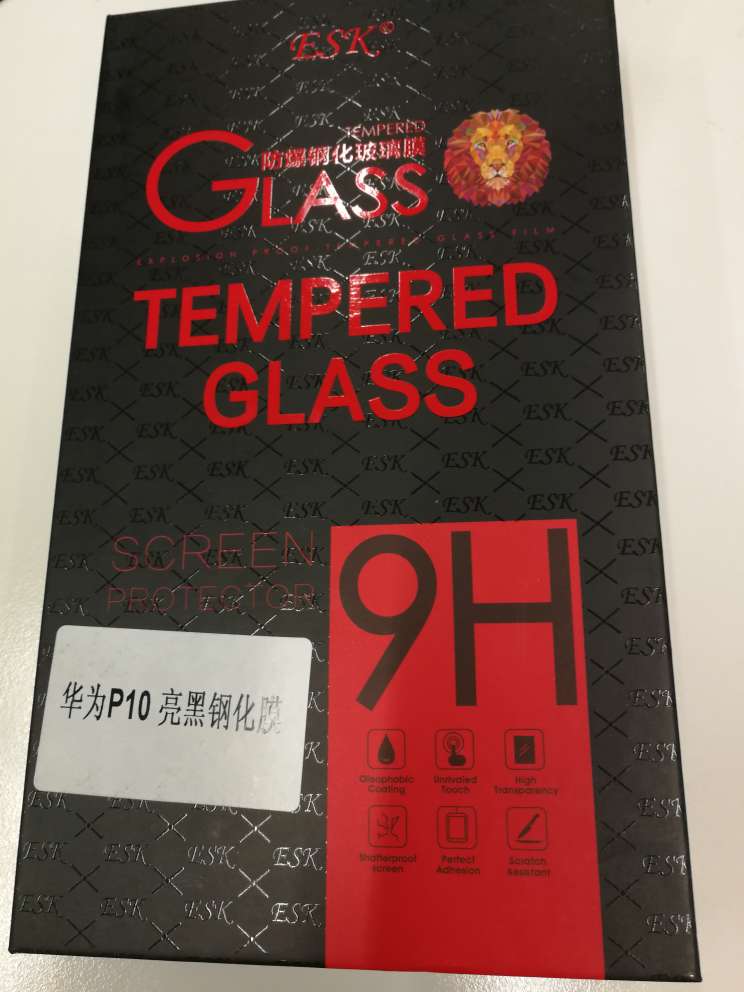 ESK©
TEMPERED
防爆钢化玻璃膜
GLASS
EXPLOSION PROOF TEMPERED GLASS FILM
TEMPERED
GLASS
SCREEN
PROTECTOR
9H
华为P10 亮黑钢化膜
Oleophobic
Coating
Unrivaled
Touch
High
Transparency
Shatterproof
screen
Perfect
Adhesion
Scratch
Resistant